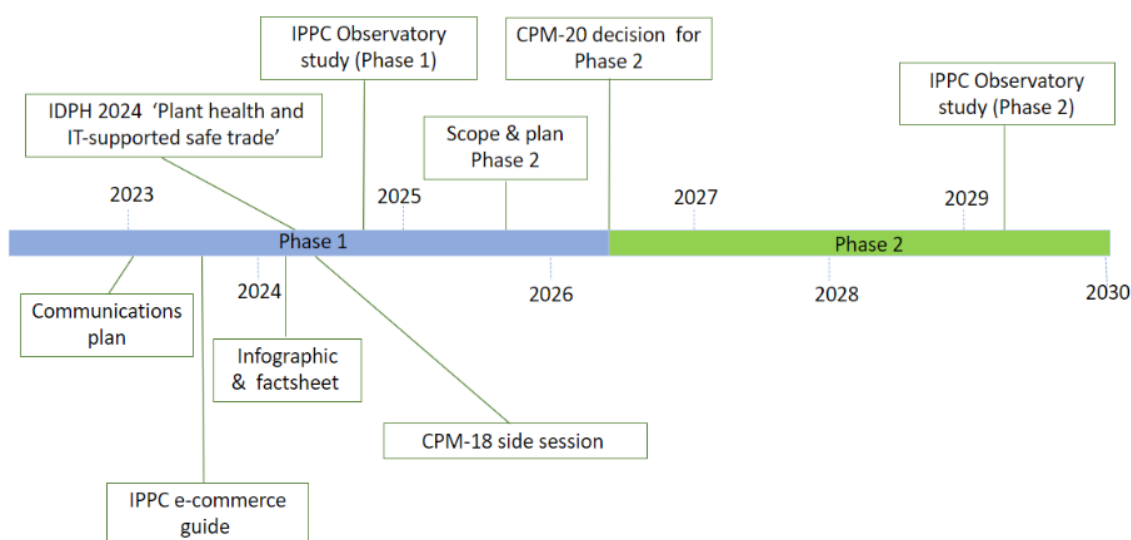 IPPC Observatory
study (Phase 1)
CPM-20 decision for
Phase 2
IPPC Observatory
study (Phase 2)
IDPH 2024 ‘Plant health and
IT-supported safe trade’
Scope & plan
Phase 2
2023
2025
2027
2029
Phase 1
Phase 2
2024
2026
2028
2030
Communications
plan
Infographic
& factsheet
CPM-18 side session
IPPC e-commerce
guide